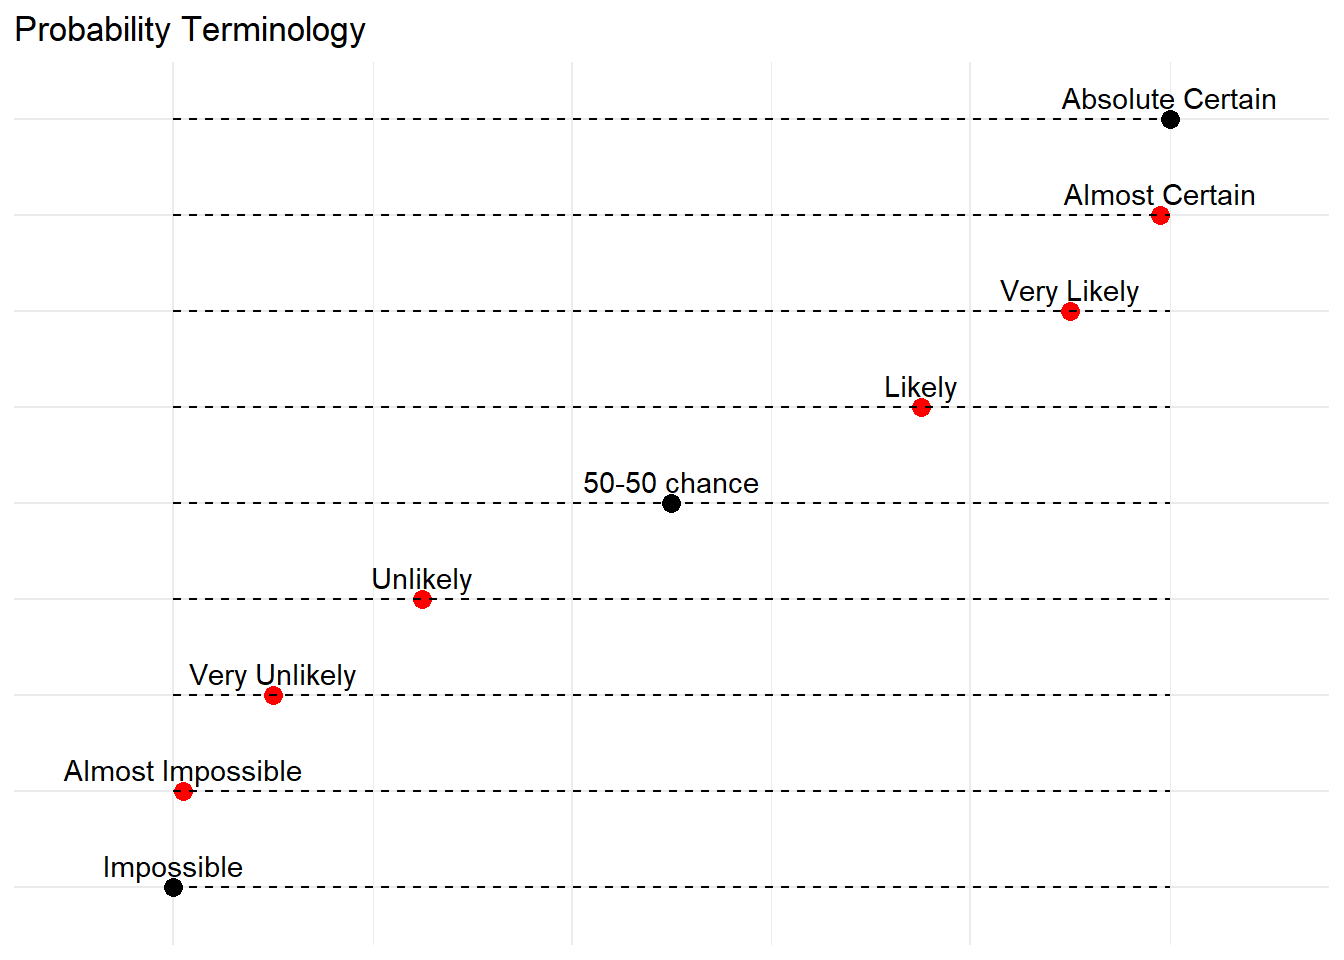 Probability Terminology
Absolute Certain
Almost Certain
Very Likely
Likely
50-50 chance
Unlikely
Very Unlikely
Almost Impossible
Impossible